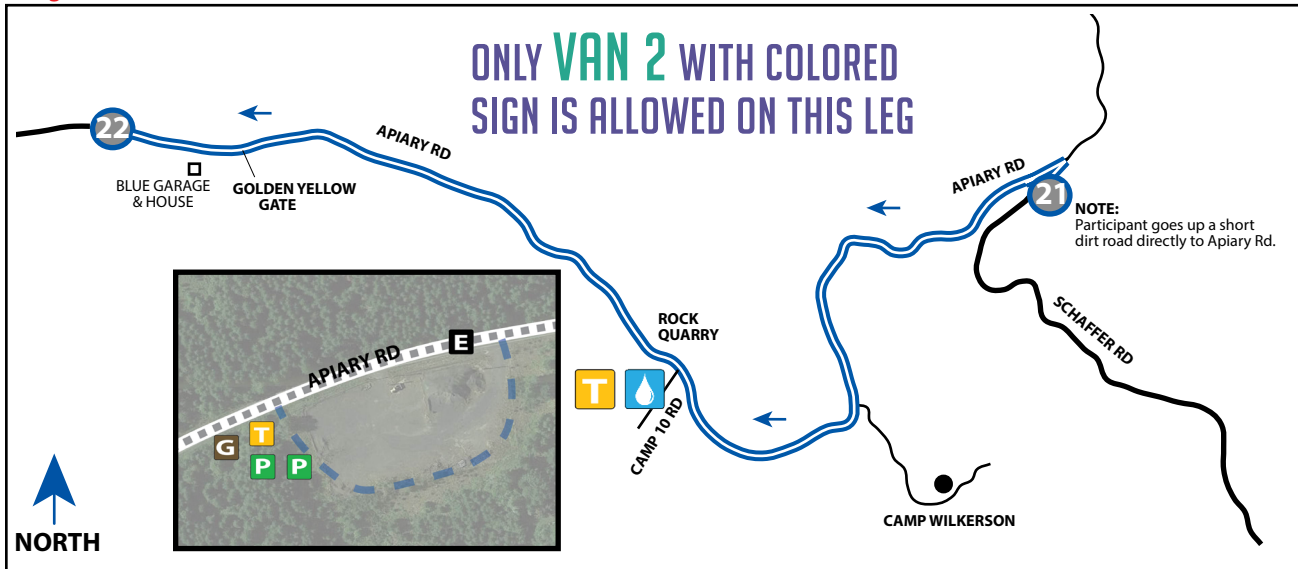 ONLY VAN 2 WITH COLORED
SIGN IS ALLOWED ON THIS LEG
22
APIARY RD
BLUE GARAGE
& HOUSE
GOLDEN YELLOW
GATE
APIARY RD
21
NOTE:
Participant goes up a short
dirt road directly to Apiary Rd.
SCHAFFER RD
ROCK
QUARRY
T
CAMP 10 RD
CAMP WILKERSON
APIARY RD
E
G
T
P
P
NORTH